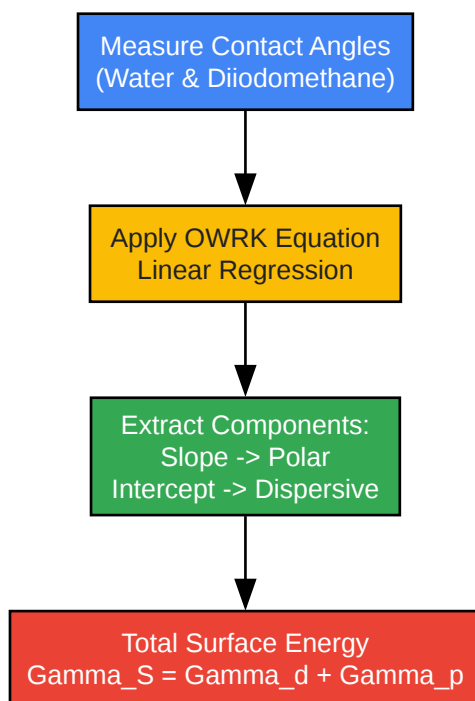 Measure Contact Angles
(Water & Diiodomethane)
Apply OWRK Equation
Linear Regression
Extract Components:
Slope -> Polar
Intercept -> Dispersive
Total Surface Energy
Gamma_S = Gamma_d + Gamma_p